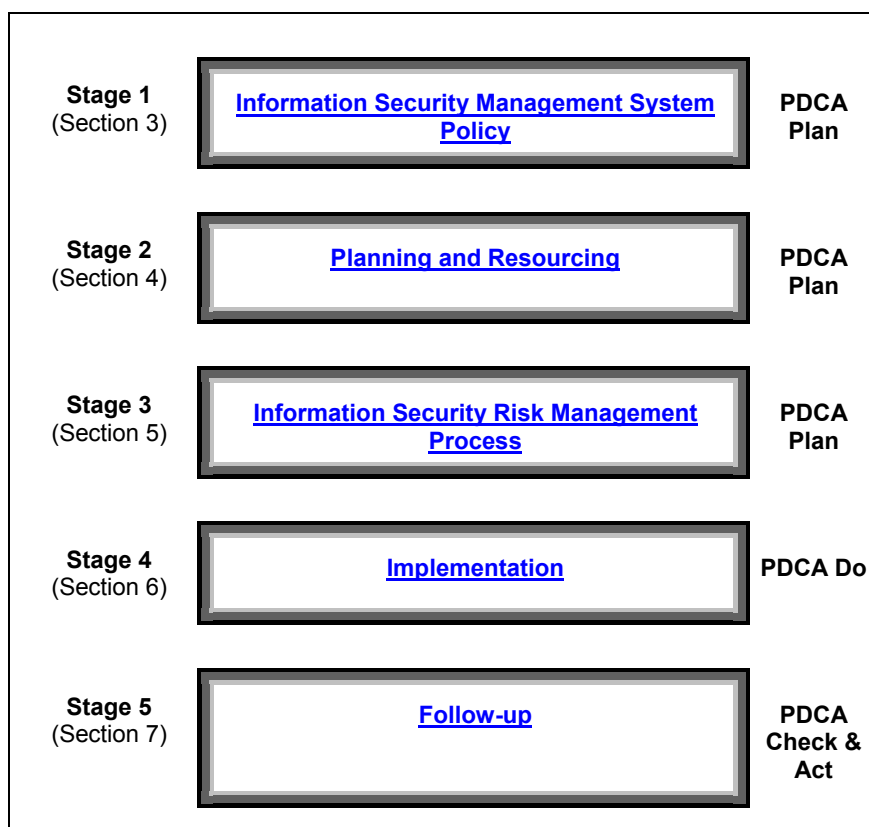 Stage 1
(Section 3)
Information Security Management System
Policy
PDCA
Plan
Stage 2
(Section 4)
Planning and Resourcing
PDCA
Plan
Stage 3
(Section 5)
Information Security Risk Management
Process
PDCA
Plan
Stage 4
(Section 6)
Implementation
PDCA Do
Stage 5
(Section 7)
Follow-up
PDCA
Check &
Act